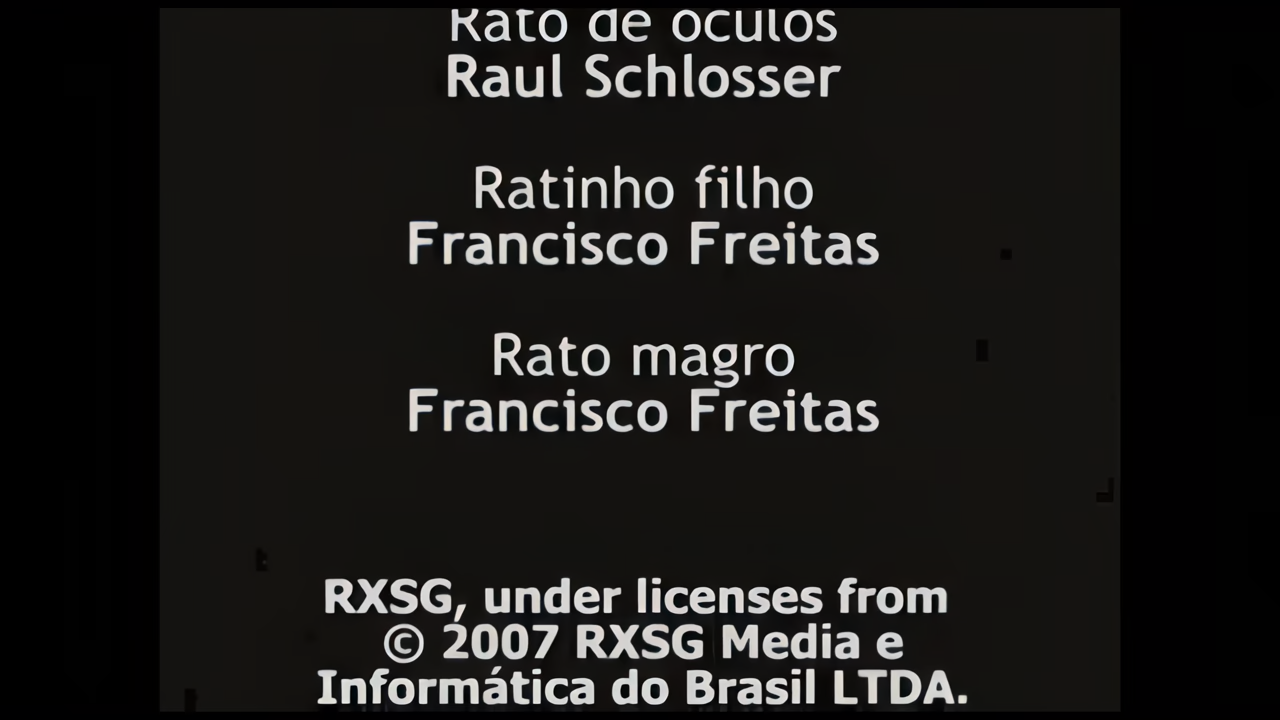 Rato de óculos
Raul Schlosser
Ratinho filho
Francisco Freitas
Rato magro
Francisco Freitas
RXSG, under licenses from
© 2007 RXSG Media e
Informática do Brasil LTDA.